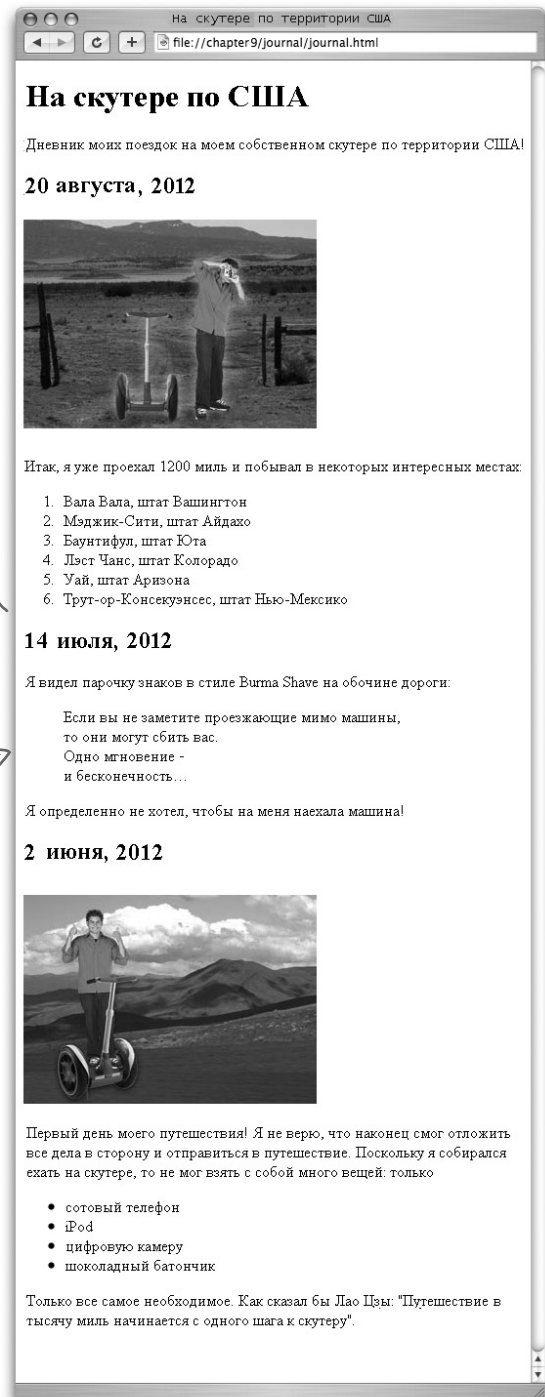 На скутере по территории США
file://chapter9/journal/journal.html
На скутере по США
Дневник моих поездок на моем собственном скутере по территории США!
20 августа, 2012
Итак, я уже проехал 1200 миль и побывал в некоторых интересных местах:
1. Вала Вала, штат Вашингтон
2. Мэджик-Сити, штат Айдахо
3. Баунтифул, штат Юта
4. Лэст Чанс, штат Колорадо
5. Уай, штат Аризона
6. Трут-ор-Консекуэнсес, штат Нью-Мексико
14 июля, 2012
Я видел парочку знаков в стиле Burma Shave на обочине дороги:
Если вы не заметите проезжающие мимо машины,
то они могут сбить вас.
Одно мгновение -
и бесконечность...
Я определенно не хотел, чтобы на меня наехала машина!
2 июня, 2012
Первый день моего путешествия! Я не верю, что наконец смог отложить
все дела в сторону и отправиться в путешествие. Поскольку я собирался
ехать на скутере, то не мог взять с собой много вещей: только
• сотовый телефон
• iPod
• цифровую камеру
• шоколадный батончик
Только все самое необходимое. Как сказал бы Лао Цзы: "Путешествие в
тысячу миль начинается с одного шага к скутеру".